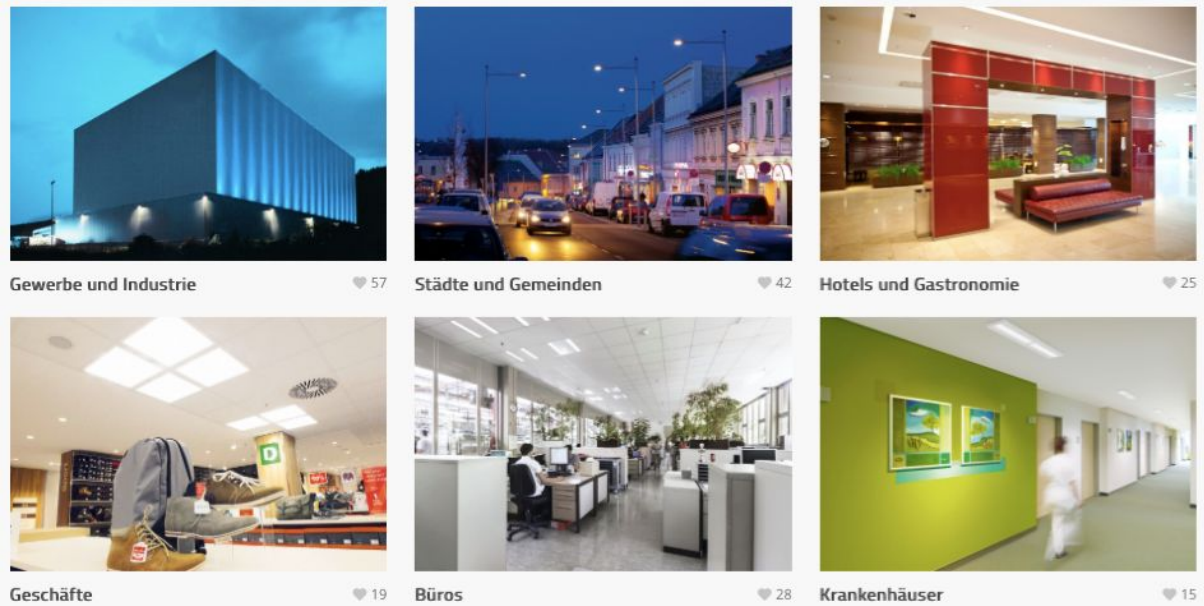 Gewerbe und Industrie 57
Städte und Gemeinden 42
Hotels und Gastronomie 25
D
Geschäfte 19
Büros 28
Krankenhäuser 15